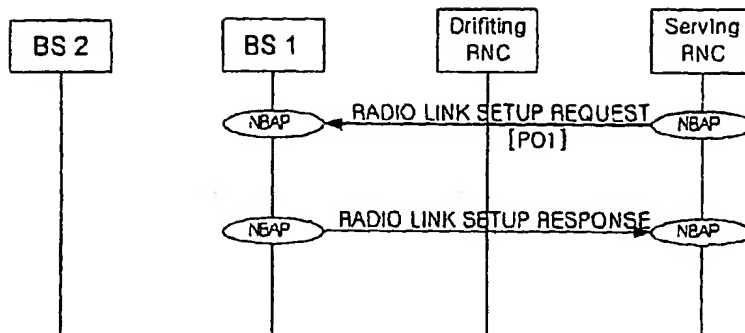 BS 2
BS 1
Drifiting
RNC
Serving
RNC
NBAP
RADIO LINK SETUP REQUEST
[PO1]
NBAP
NBAP
RADIO LINK SETUP RESPONSE
NBAP